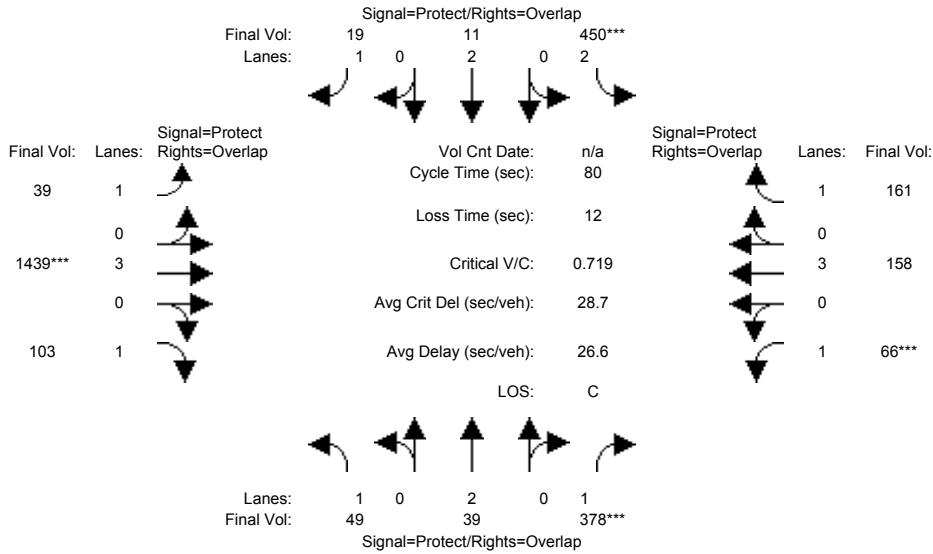 Signal=Protect/Rights=Overlap
Final Vol: 19 11 450***
Lanes: 1 0 2 0 2
Signal=Protect Signal=Protect
Final Vol: Lanes: Rights=Overlap Vol Cnt Date: n/a Rights=Overlap Lanes: Final Vol:
Cycle Time (sec): 80
39 1 1 161
Loss Time (sec): 12
0 0
1439*** 3 Critical V/C: 0.719 3 158
0 Avg Crit Del (sec/veh): 28.7 0
103 1 Avg Delay (sec/veh): 26.6 1 66***
LOS: C
Lanes: 1 0 2 0 1
Final Vol: 49 39 378***
Signal=Protect/Rights=Overlap